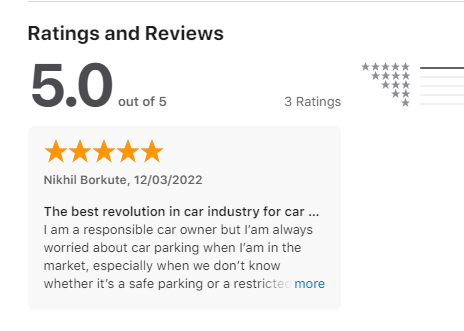 Ratings and Reviews
5.0 out of 5
3 Ratings
Nikhil Borkute, 12/03/2022
The best revolution in car industry for car ...
I am a responsible car owner but I'am always
worried about car parking when I'am in the
market, especially when we don't know
whether it's a safe parking or a restricted more